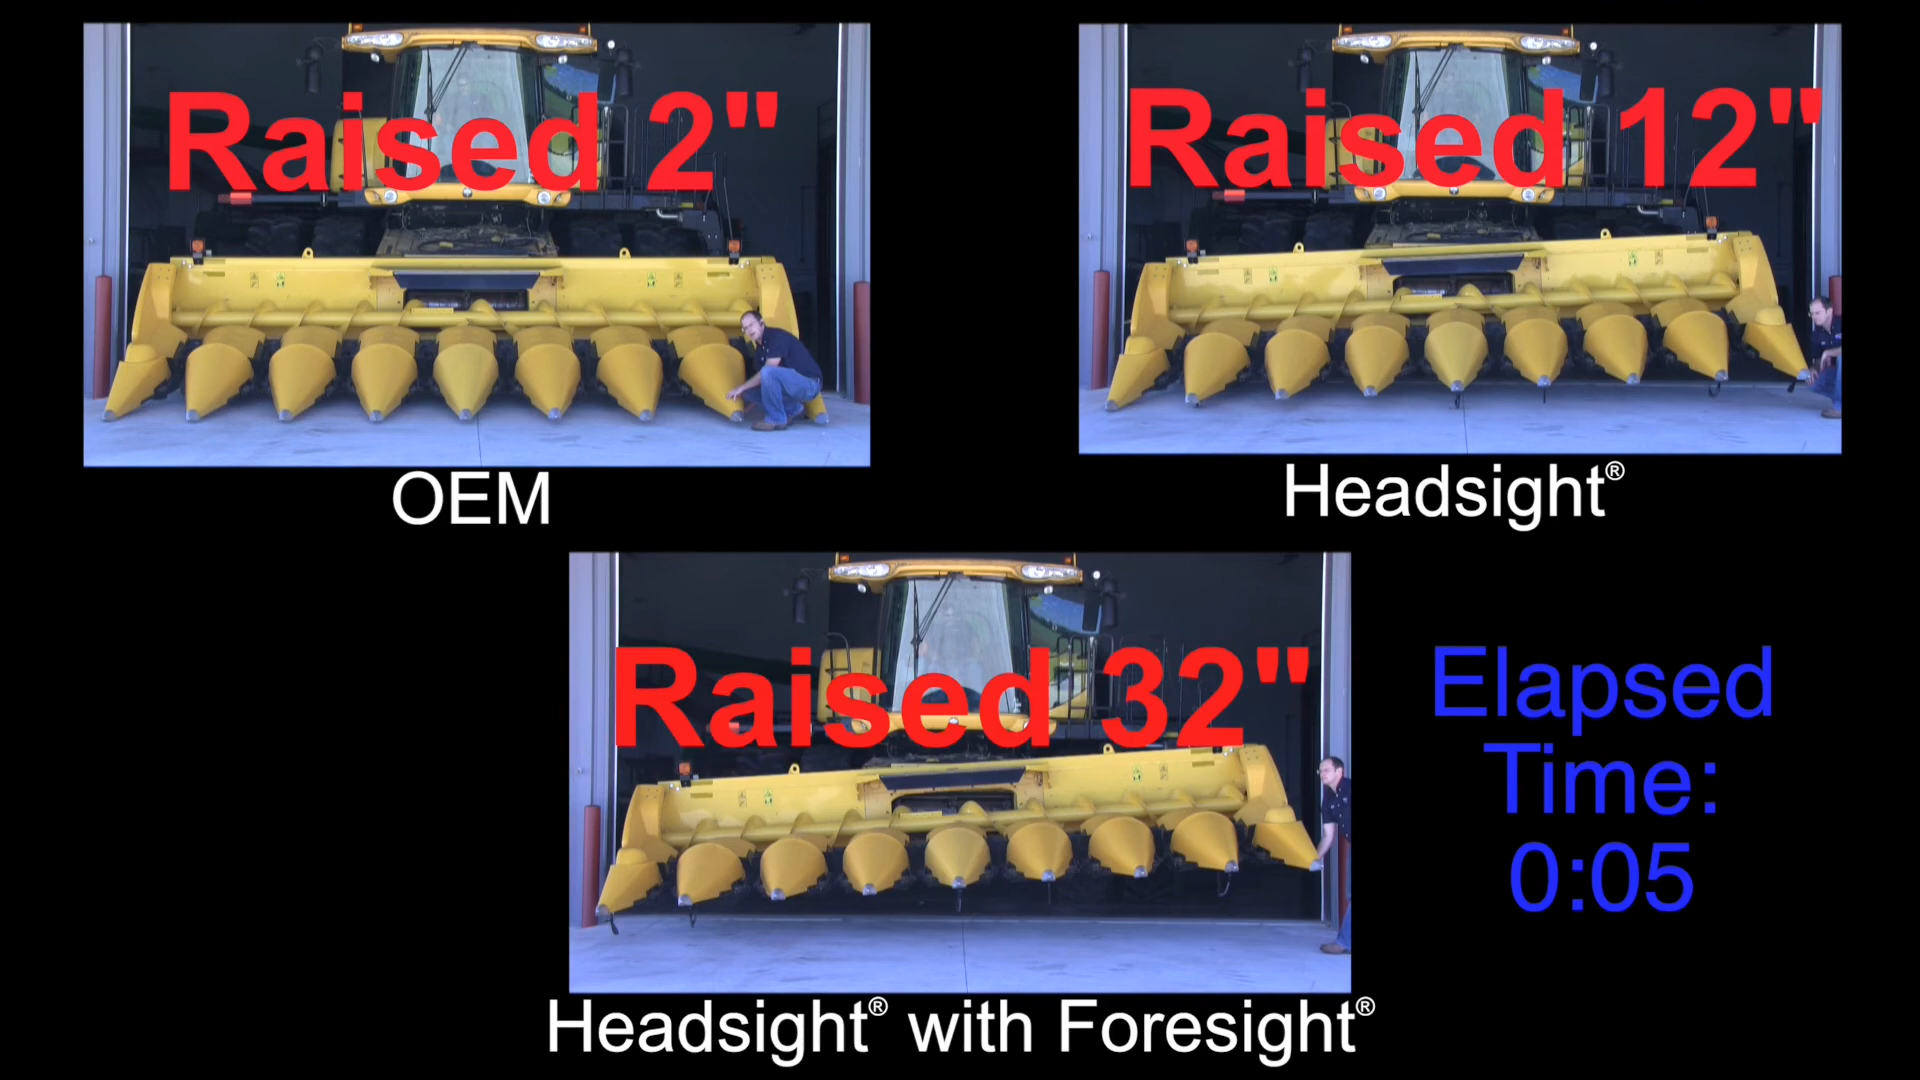 Raised 2"
Raised 12"
OEM
Headsight®
Raised 32"
Elapsed
Time:
0:05
Headsight® with Foresight®